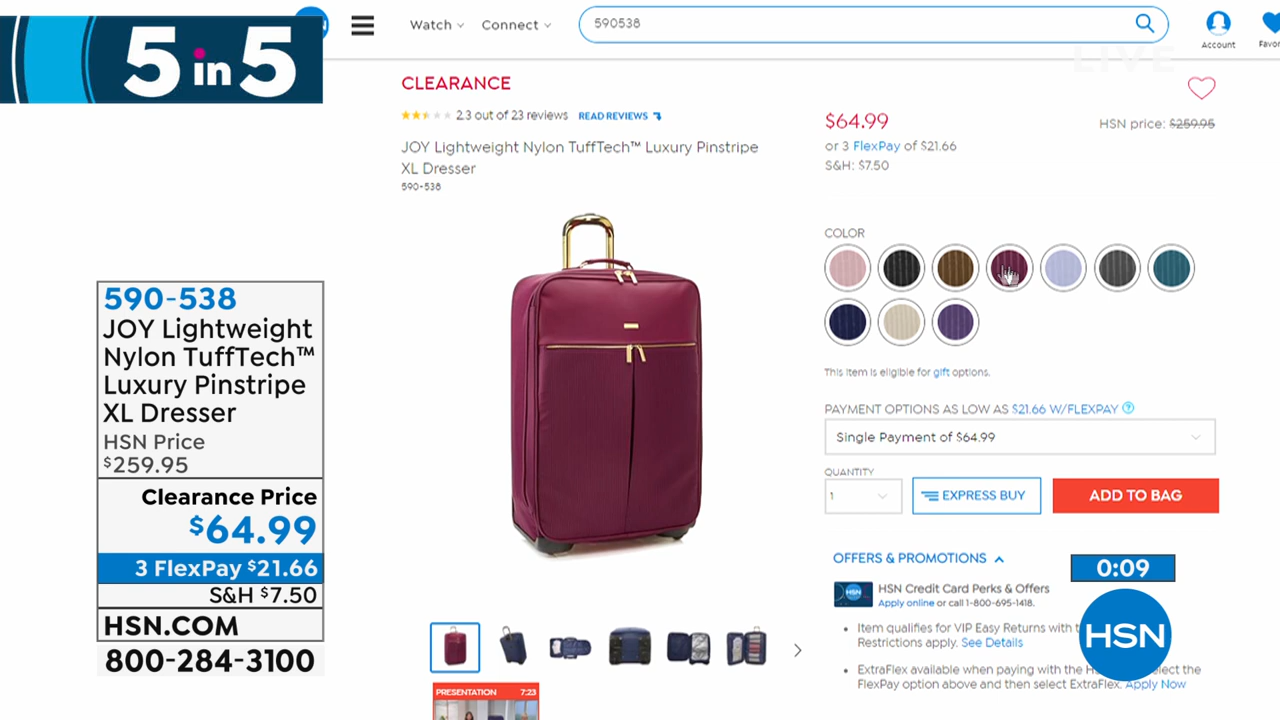 5 in 5
590-538
JOY Lightweight
Nylon TuffTech™
Luxury Pinstripe
XL Dresser
HSN Price
$259.95
Clearance Price
$64.99
3 FlexPay $21.66
S&H $7.50
HSN.COM
800-284-3100
Watch
Connect
590538
Account
LIVE
CLEARANCE
2.3 out of 23 reviews READ REVIEWS
JOY Lightweight Nylon TuffTech™ Luxury Pinstripe
XL Dresser
590-538
$64.99
HSN price: $259.95
or 3 FlexPay of $21.66
S&H: $7.50
COLOR
This item is eligible for gift options.
PAYMENT OPTIONS AS LOW AS $21.66 W/FLEXPAY ?
Single Payment of $64.99
QUANTITY
1
EXPRESS BUY
ADD TO BAG
OFFERS & PROMOTIONS
HSN
HSN Credit Card Perks & Offers
Apply online or call 1-800-695-1418.
Item qualifies for VIP Easy Returns with
Restrictions apply. See Details
ExtraFlex available when paying with the select the
FlexPay option above and then select ExtraFlex. Apply Now
0:09
HSN
PRESENTATION 7:23